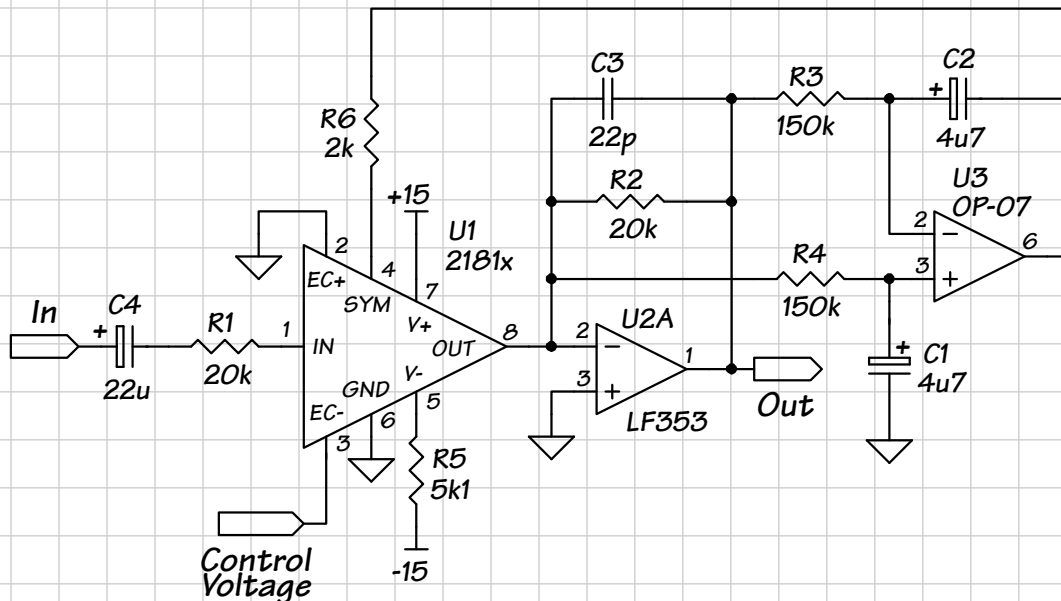 C3
22p
R3
150k
C2
+
4u7
R6
2k
+15
R2
20k
U3
OP-07
2
−
3
+
6
U1
2181x
2
EC+
4
SYM
7
V+
R4
150k
In
C4
+
22u
R1
20k
1
IN
OUT
8
U2A
2
−
3
+
1
LF353
Out
+
C1
4u7
GND
6
V-
5
EC-
3
R5
5k1
-15
Control
Voltage